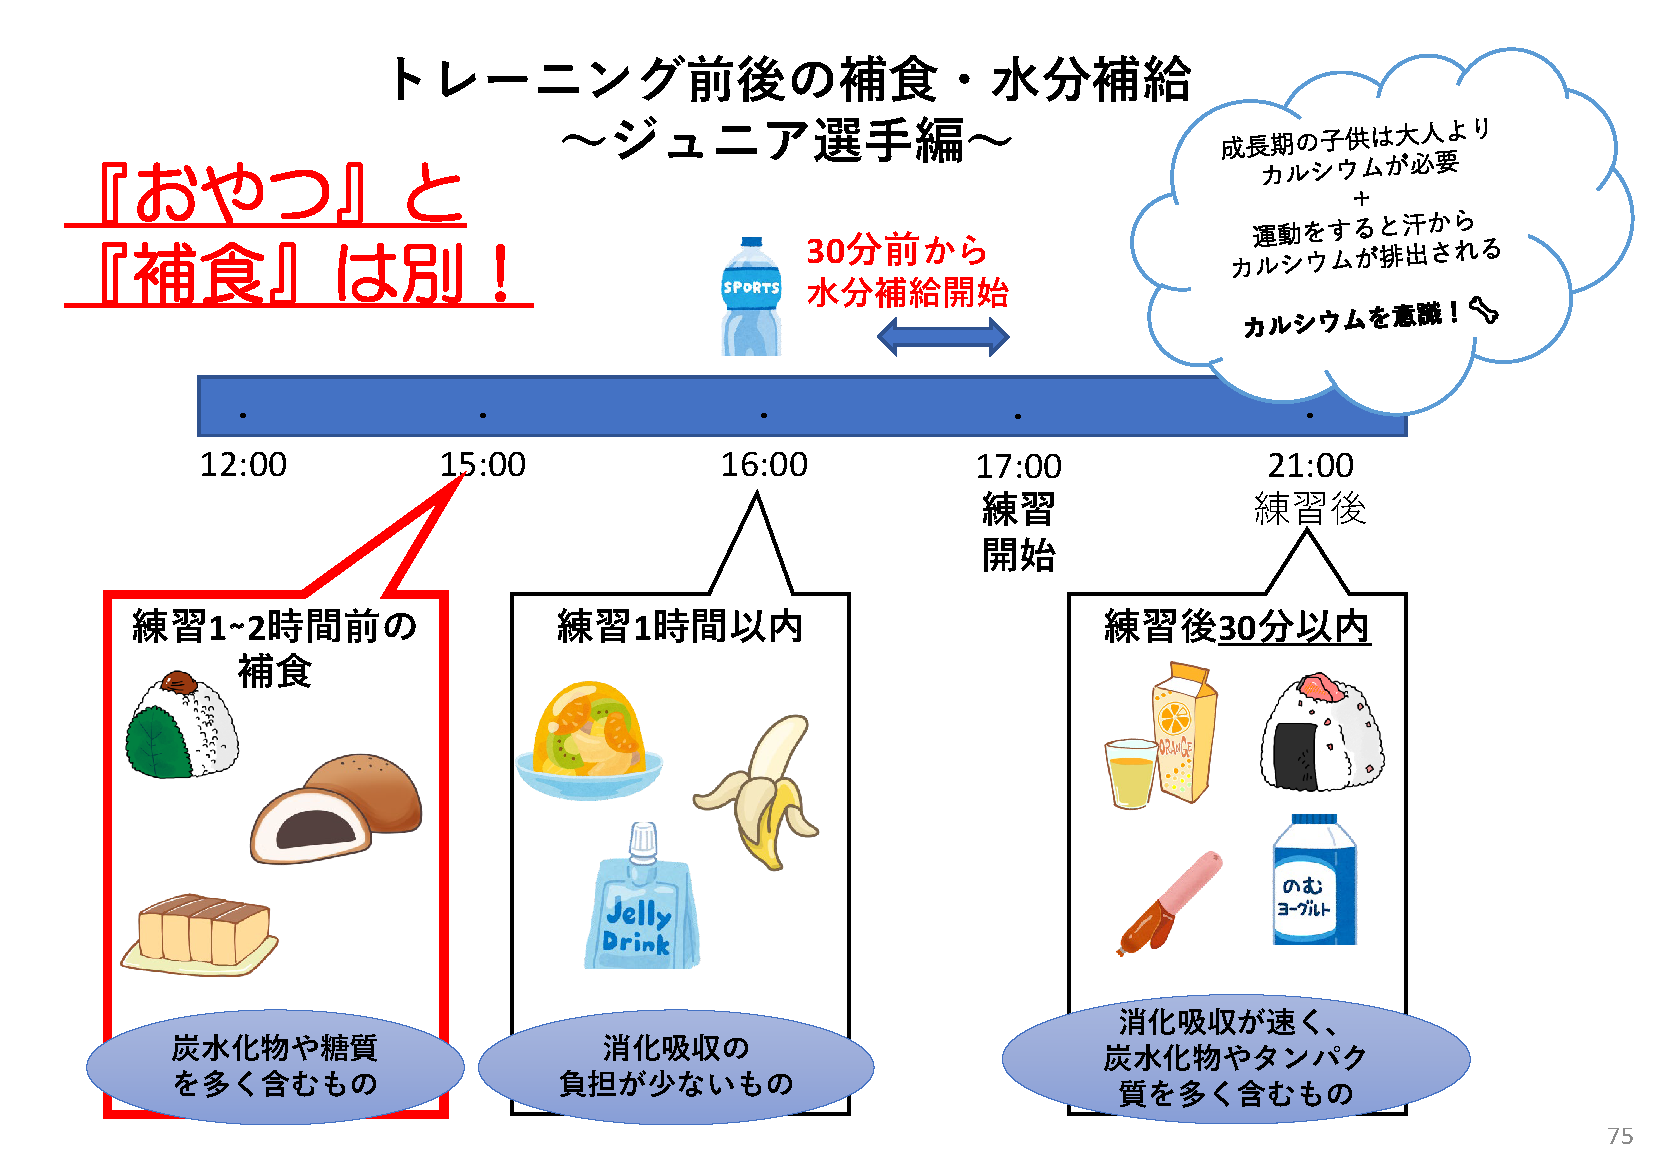 トレーニング前後の補食・水分補給
～ジュニア選手編～
『おやつ』と
『補食』は別！
成長期の子供は大人より
カルシウムが必要
+
運動をすると汗から
カルシウムが排出される
カルシウムを意識！
SPORTS
30分前から
水分補給開始
12:00
15:00
16:00
17:00
練習
開始
21:00
練習後
練習1~2時間前の
補食
炭水化物や糖質
を多く含むもの
練習1時間以内
Jelly
Drink
消化吸収の
負担が少ないもの
練習後30分以内
ORANGE
のむ
ヨーグルト
消化吸収が速く、
炭水化物やタンパク
質を多く含むもの
75